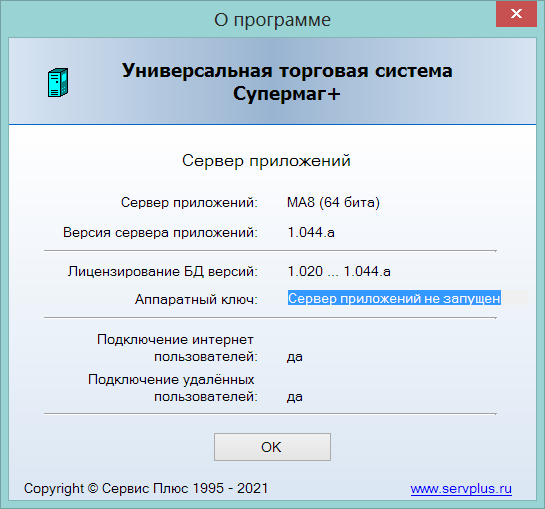 О программе
Универсальная торговая система
Супермаг+
Сервер приложений
Сервер приложений: MA8 (64 бита)
Версия сервера приложений: 1.044.a
Лицензирование БД версий: 1.020 ... 1.044.a
Аппаратный ключ: Сервер приложений не запущен
Подключение интернет
пользователей: да
Подключение удалённых
пользователей: да
OK
Copyright © Сервис Плюс 1995 - 2021 www.servplus.ru